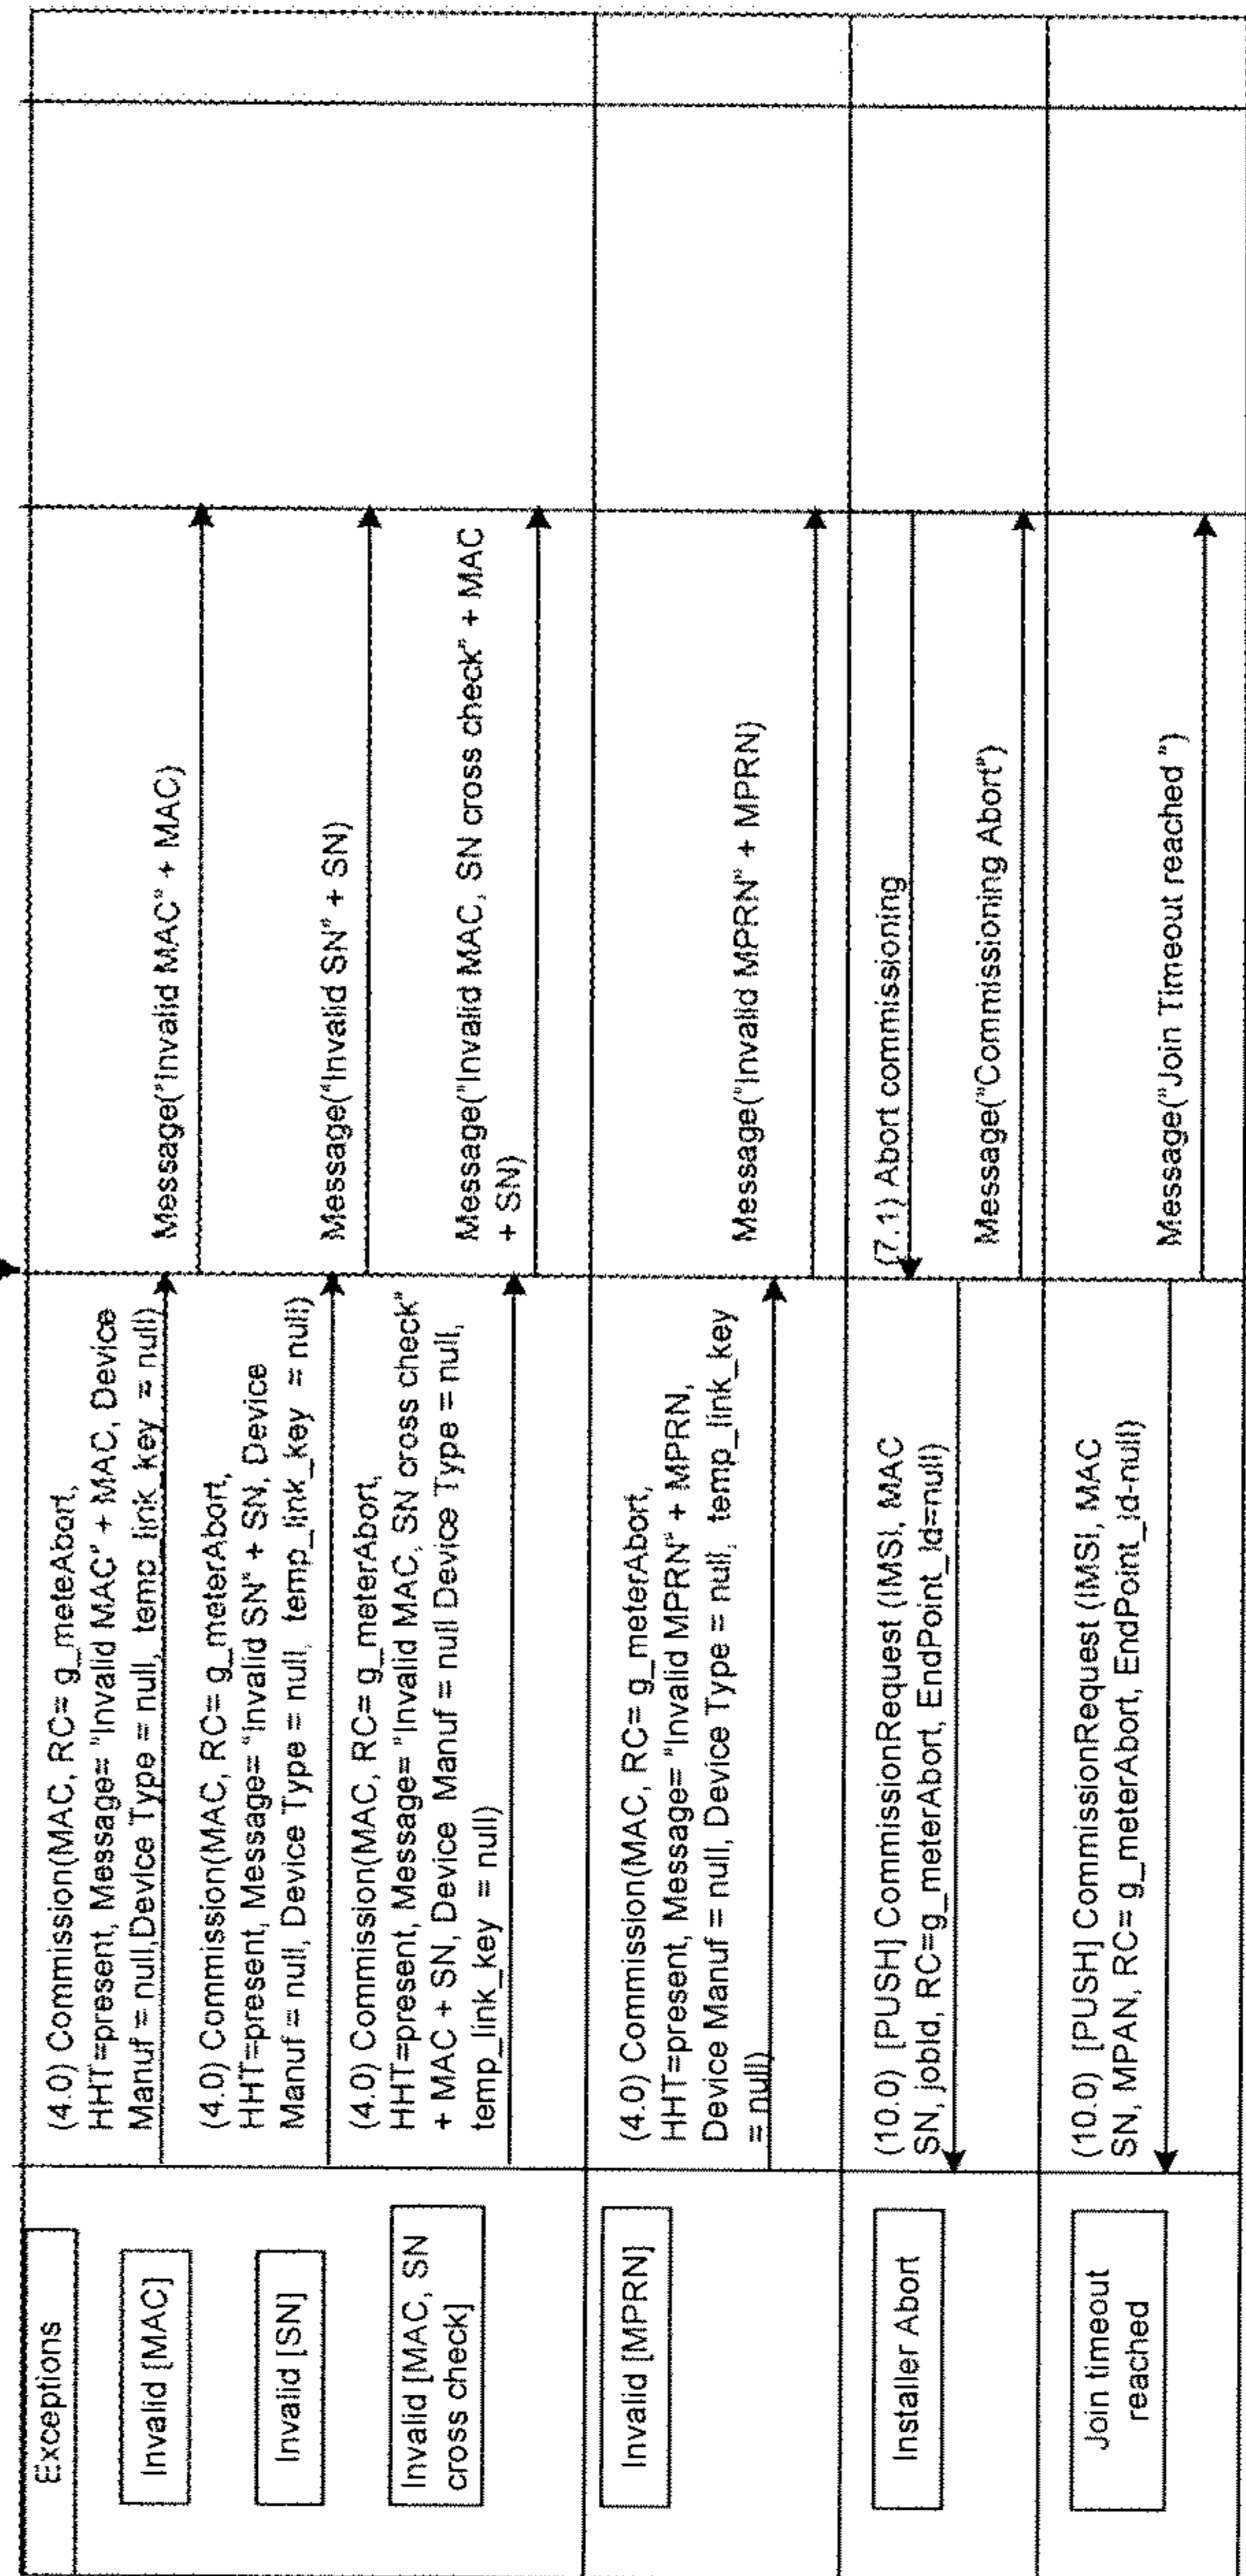 Exceptions
Invalid [MAC]
(4.0) Commission(MAC, RC= g_meteAbort,
HHT=present, Message= "Invalid MAC" + MAC, Device
Manuf = null,Device Type = null, temp_link_key = null)
Message("Invalid MAC" + MAC)
Invalid [SN]
(4.0) Commission(MAC, RC= g_meterAbort,
HHT=present, Message= "Invalid SN" + SN, Device
Manuf = null, Device Type = null, temp_link_key = null)
Message("Invalid SN" + SN)
Invalid [MAC, SN
cross check]
(4.0) Commission(MAC, RC= g_meterAbort,
HHT=present, Message= "Invalid MAC, SN cross check"
+ MAC + SN, Device Manuf = null Device Type = null,
temp_link_key = null)
Message("Invalid MAC, SN cross check" + MAC
+ SN)
Invalid [MPRN]
(4.0) Commission(MAC, RC= g_meterAbort,
HHT=present, Message= "Invalid MPRN" + MPRN,
Device Manuf = null, Device Type = null, temp_link_key
= null)
Message("Invalid MPRN" + MPRN)
Installer Abort
(7.1) Abort commissioning
(10.0) [PUSH] CommissionRequest (IMSI, MAC
SN, jobId, RC=g_meterAbort, EndPoint_Id=null)
Message("Commissioning Abort")
Join timeout
reached
(10.0) [PUSH] CommissionRequest (IMSI, MAC
SN, MPAN, RC= g_meterAbort, EndPoint_Id-null)
Message("Join Timeout reached ")